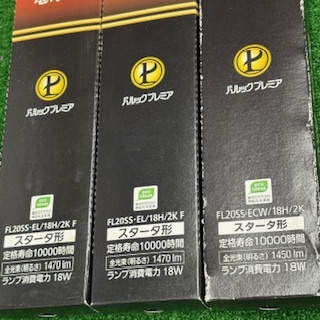 パルックプレミア
eco ideas
FL20SS・EL/18H/2K F
スタータ形
定格寿命10000時間
全光束(明るさ) 1470 lm
ランプ消費電力 18W
パルックプレミア
eco ideas
FL20SS・EL/18H/2K F
スタータ形
定格寿命10000時間
全光束(明るさ) 1470 lm
ランプ消費電力 18W
パルックプレミア
eco ideas
FL20SS・ECW/18H/2K F
スタータ形
定格寿命10000時間
全光束(明るさ) 1450 lm
ランプ消費電力 18W